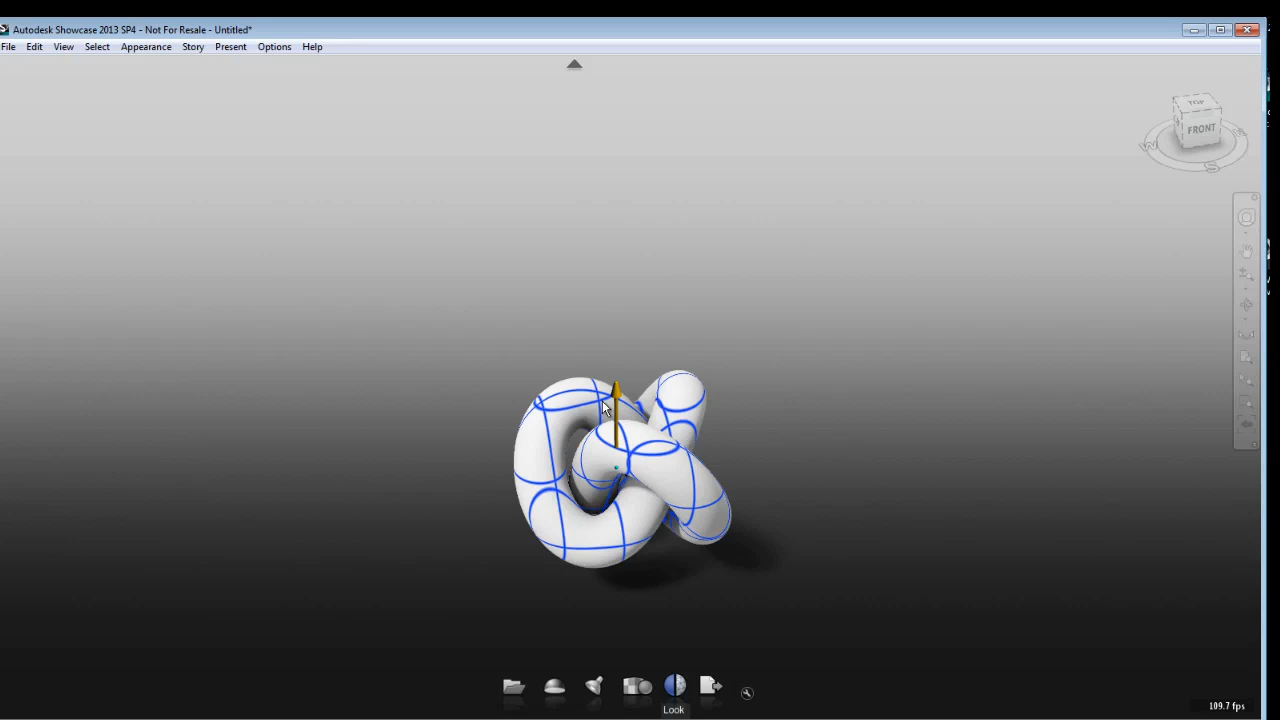 Autodesk Showcase 2013 SP4 - Not For Resale - Untitled*
File Edit View Select Appearance Story Present Options Help
TOP
FRONT
W
S
E
Look
109.7 fps